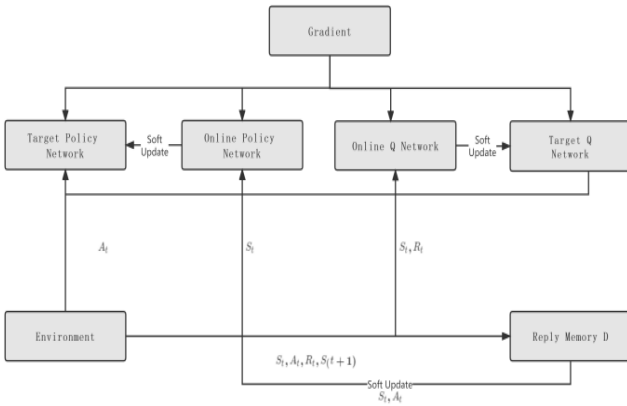 Gradient
Target Policy
Network
Soft
Update
Online Policy
Network
Online Q Network
Soft
Update
Target Q
Network
A_t
S_t
S_t, R_t
Environment
Reply Memory D
S_t, A_t, R_t, S(t+1)
Soft Update
S_t, A_t